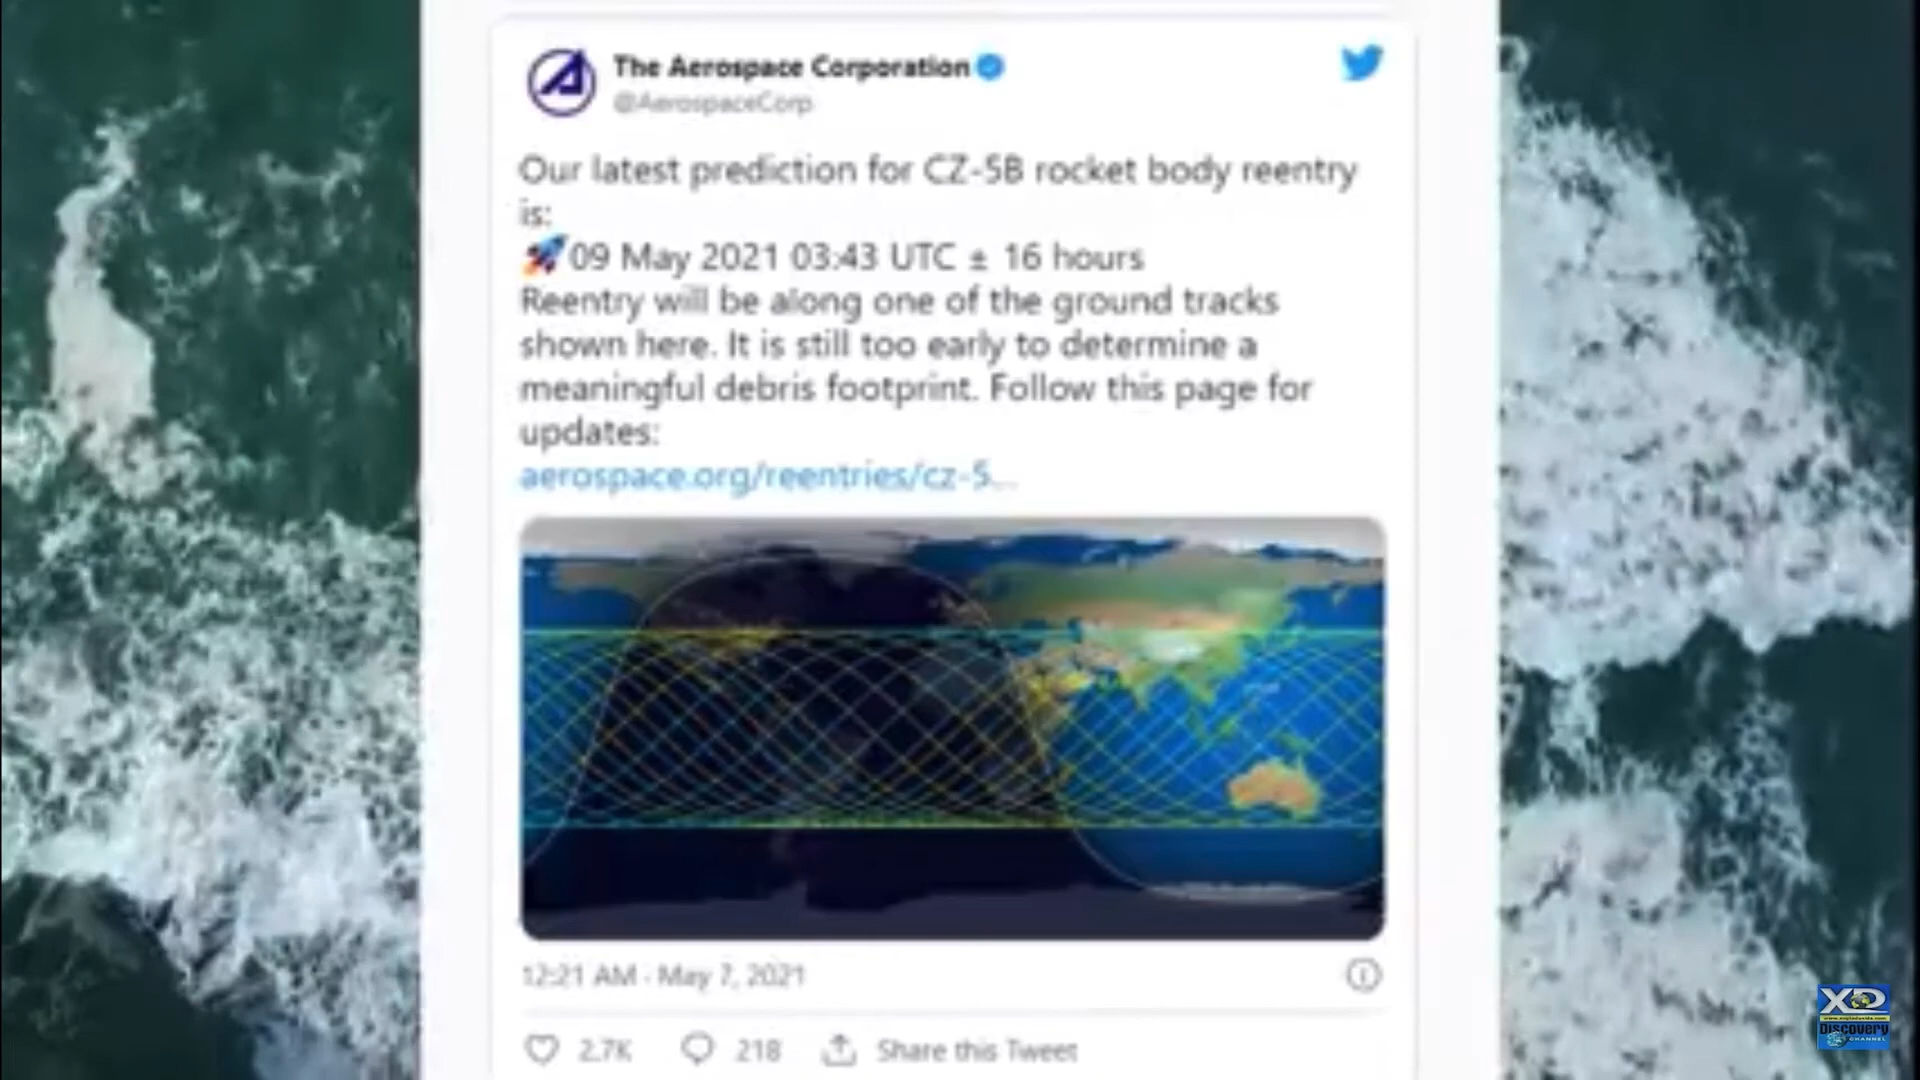 The Aerospace Corporation
@AerospaceCorp
Our latest prediction for CZ-5B rocket body reentry
is:
🚀09 May 2021 03:43 UTC ± 16 hours
Reentry will be along one of the ground tracks
shown here. It is still too early to determine a
meaningful debris footprint. Follow this page for
updates:
aerospace.org/reentries/cz-5...
12:21 AM · May 7, 2021
2.7K 218 Share this Tweet
XD
Discovery
CHANNEL